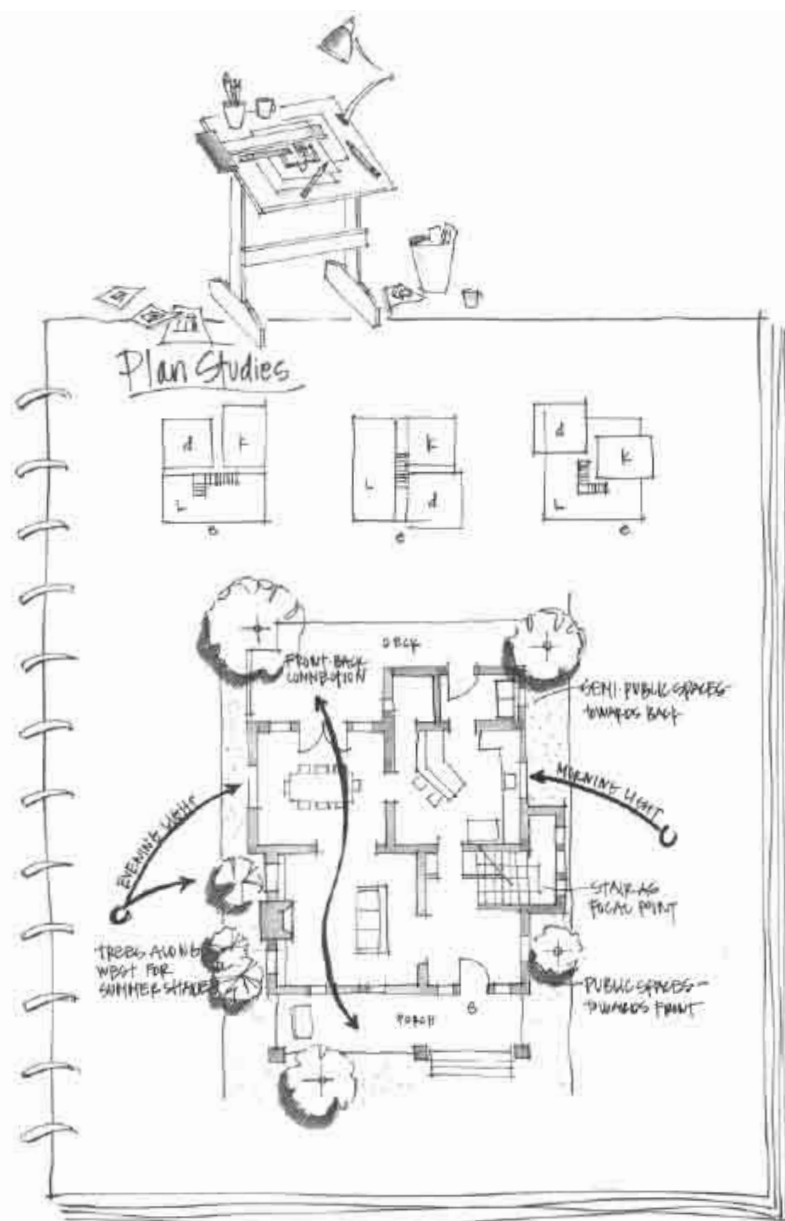 Plan Studies
d
K
L
e
K
L
d
e
d
K
L
e
DECK
FRONT-BACK
CONNECTION
SEMI-PUBLIC SPACES
TOWARDS BACK
MORNING LIGHT
EVENING LIGHT
STAIR AS
FOCAL POINT
TREES ALONG
WEST FOR
SUMMER SHADE
PUBLIC SPACES
TOWARDS FRONT
e
PORCH